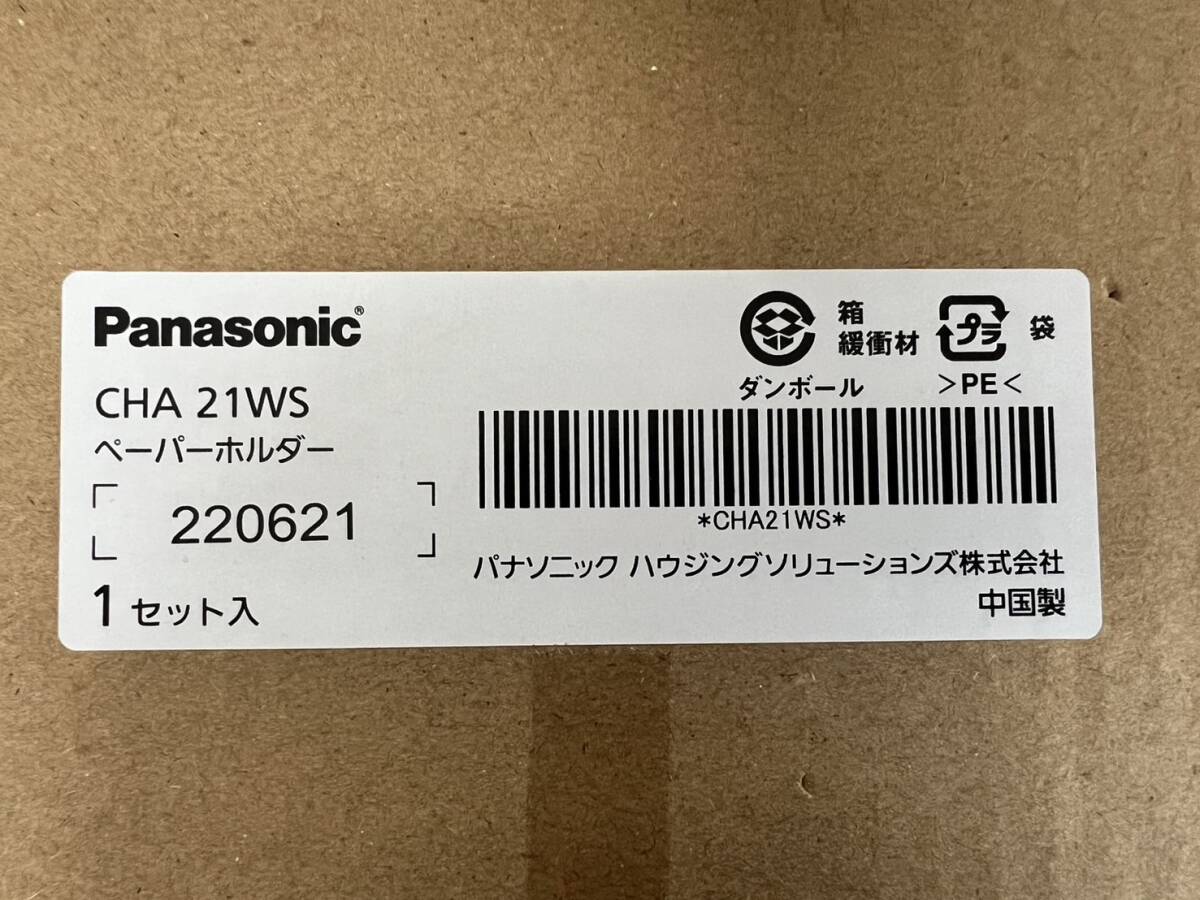 Panasonic®
CHA 21WS
ペーパーホルダー
220621
1 セット入
箱
緩衝材
ダンボール
プラ
袋
>PE<
*CHA21WS*
パナソニック ハウジングソリューションズ株式会社
中国製